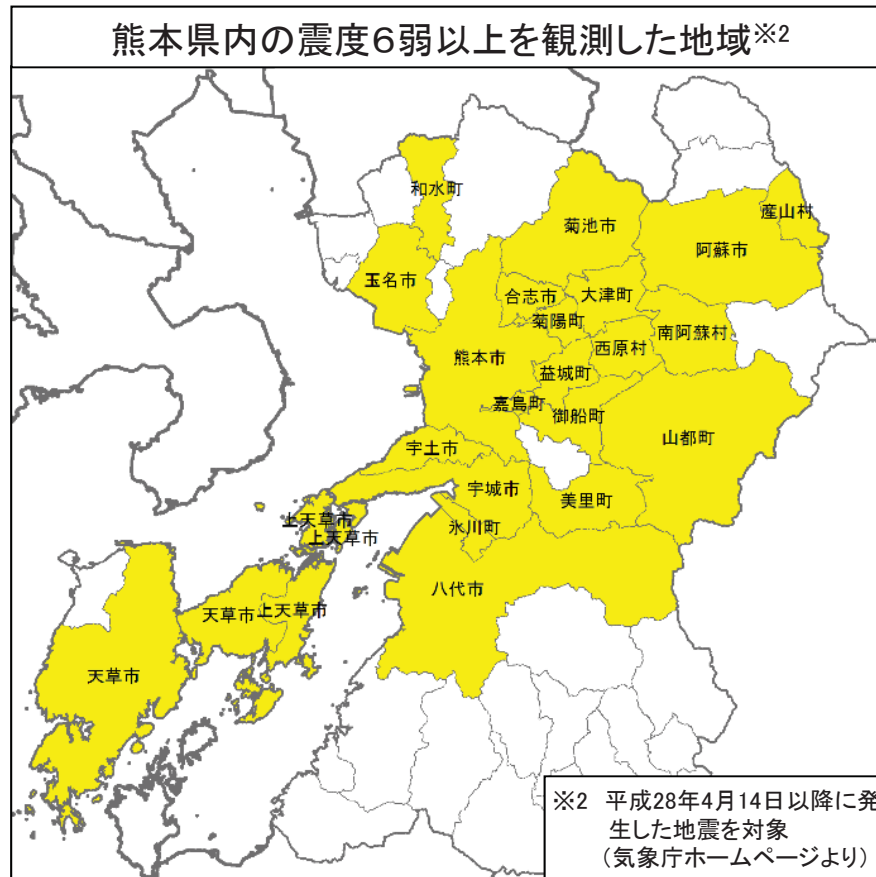 熊本県内の震度6弱以上を観測した地域※2
和水町
産山村
菊池市
阿蘇市
玉名市
合志市
大津町
菊陽町
南阿蘇村
西原村
熊本市
益城町
嘉島町
御船町
山都町
宇土市
宇城市
美里町
上天草市
氷川町
上天草市
八代市
天草市
上天草市
天草市
※2 平成28年4月14日以降に発
生した地震を対象
(気象庁ホームページより)